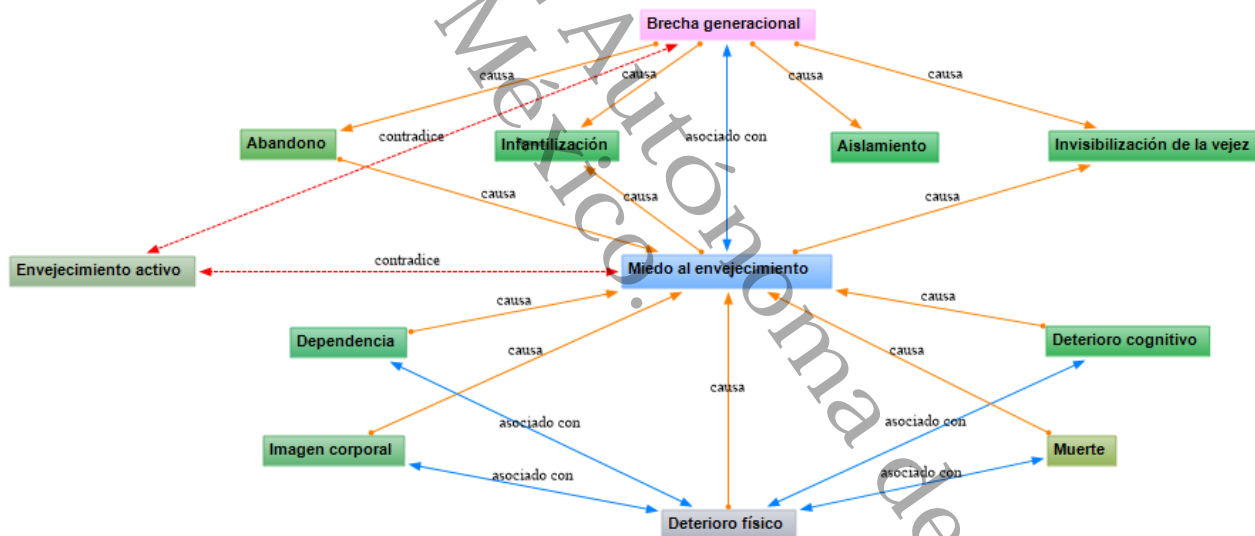 Brecha generacional
causa
causa
causa
causa
contradice
asociado con
Abandono
Infantilización
Aislamiento
Invisibilización de la vejez
causa
causa
causa
contradice
Envejecimiento activo
Miedo al envejecimiento
causa
causa
Dependencia
Deterioro cognitivo
causa
causa
causa
asociado con
asociado con
Imagen corporal
Muerte
asociado con
asociado con
Deterioro físico
Autónoma de
México.